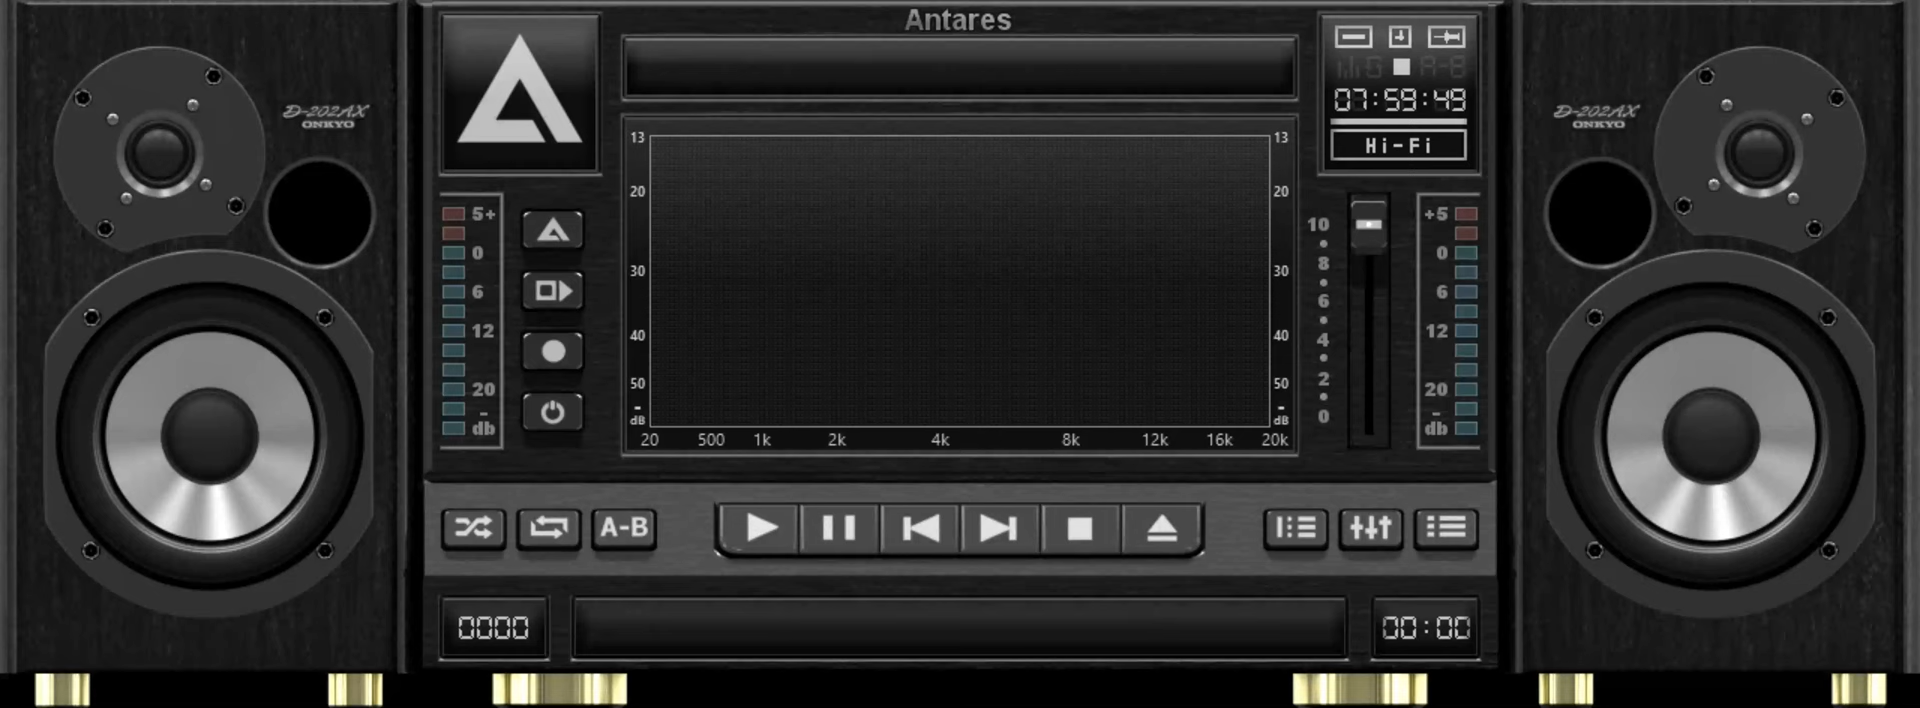 Antares
D-202AX
ONKYO
D-202AX
ONKYO
A-B
07:59:49
Hi-Fi
13 13
20 20
30 30
40 40
50 50
- -
dB dB
20 500 1k 2k 4k 8k 12k 16k 20k
5+
0
6
12
20
-
db
10
8
6
4
2
0
+5
0
6
12
20
-
db
A-B
0000
00:00